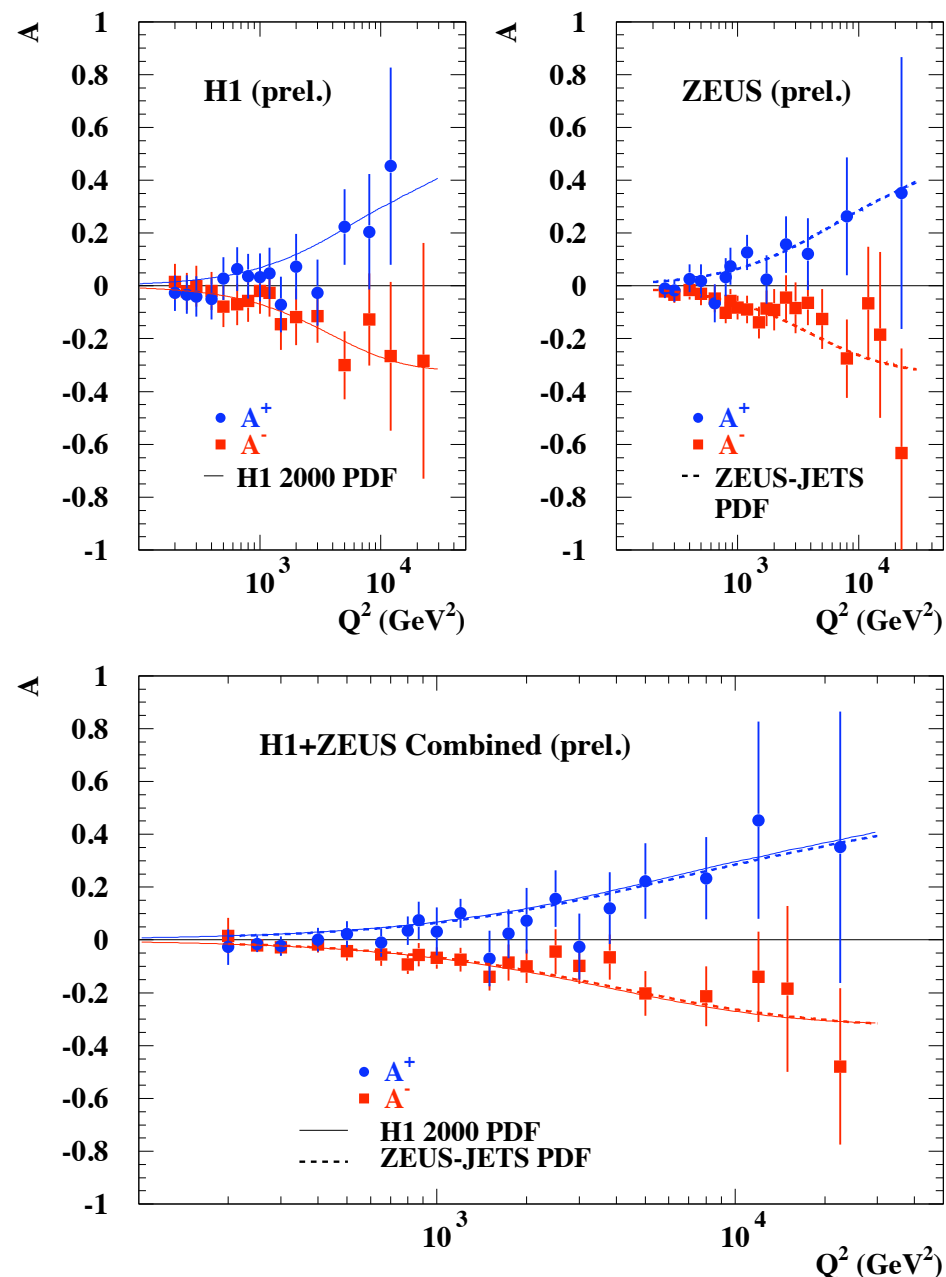 A
1
0.8
0.6
0.4
0.2
0
-0.2
-0.4
-0.6
-0.8
-1
H1 (prel.)
A⁺
A⁻
H1 2000 PDF
10³
10⁴
Q² (GeV²)
A
1
0.8
0.6
0.4
0.2
0
-0.2
-0.4
-0.6
-0.8
-1
ZEUS (prel.)
A⁺
A⁻
ZEUS-JETS
PDF
10³
10⁴
Q² (GeV²)
A
1
0.8
0.6
0.4
0.2
0
-0.2
-0.4
-0.6
-0.8
-1
H1+ZEUS Combined (prel.)
A⁺
A⁻
H1 2000 PDF
ZEUS-JETS PDF
10³
10⁴
Q² (GeV²)